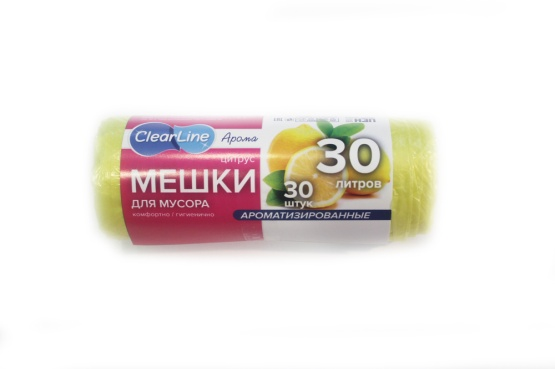 ClearLine
Арома
цитрус
МЕШКИ
ДЛЯ МУСОРА
комфортно / гигиенично
30
ЛИТРОВ
30
штук
АРОМАТИЗИРОВАННЫЕ